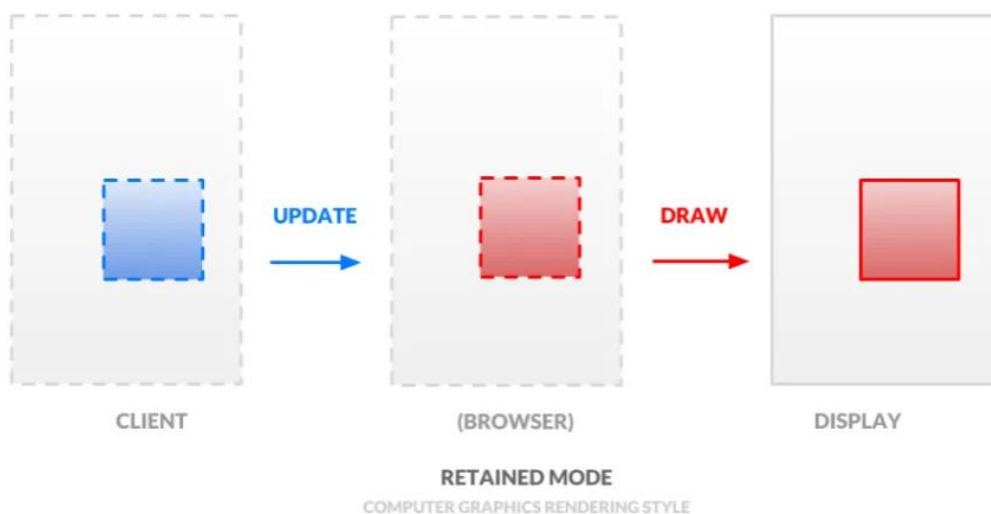 UPDATE
DRAW
CLIENT
(BROWSER)
DISPLAY
RETAINED MODE
COMPUTER GRAPHICS RENDERING STYLE